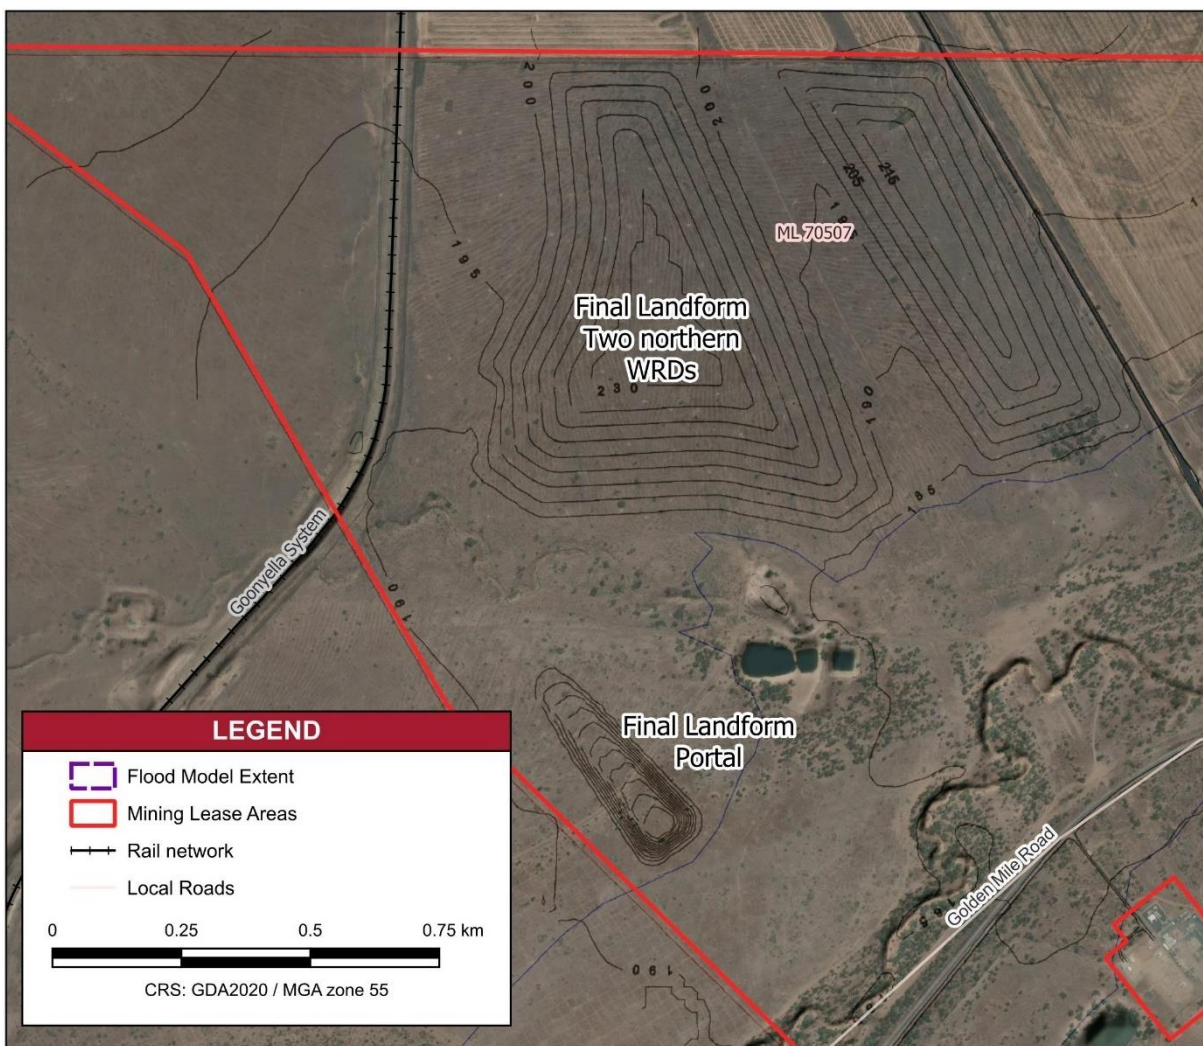 200
200
205
215
ML 70507
195
Final Landform
Two northern
WRDs
230
190
185
Goonyella System
190
Final Landform
Portal
LEGEND
Flood Model Extent
Mining Lease Areas
Rail network
Local Roads
0 0.25 0.5 0.75 km
CRS: GDA2020 / MGA zone 55
Golden Mile Road
190